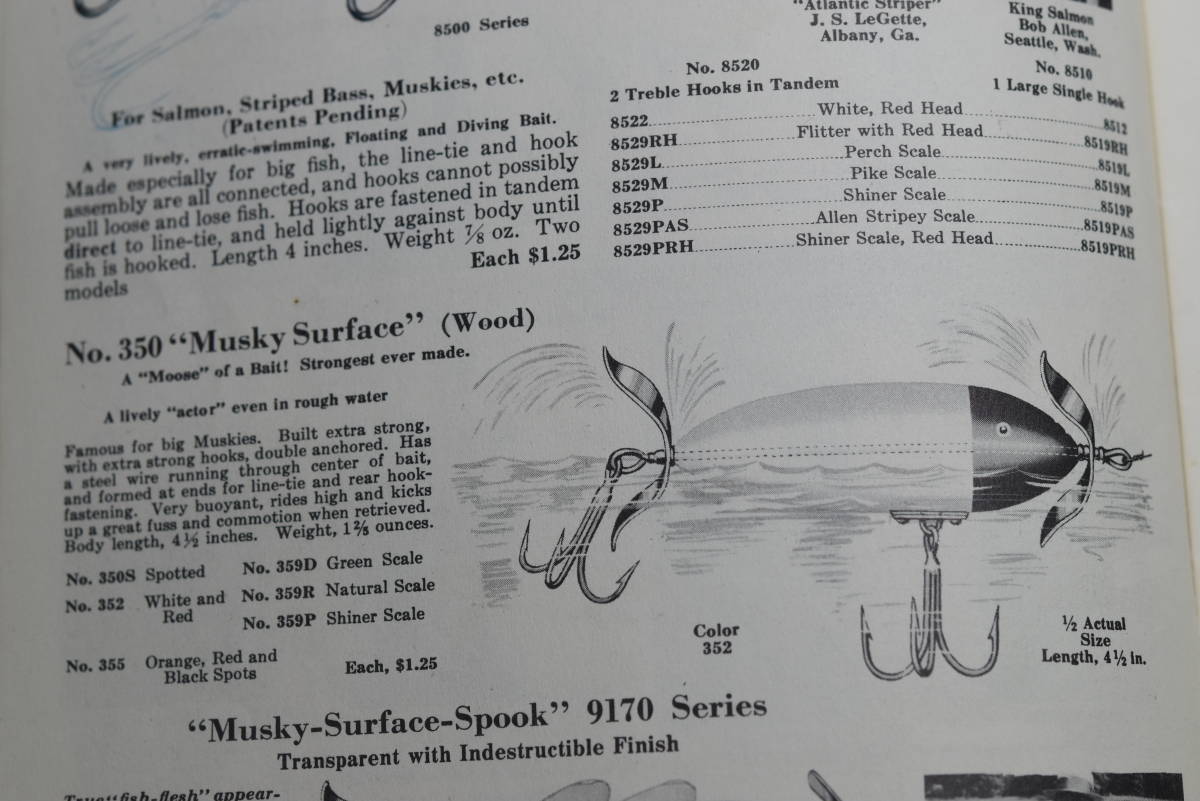 8500 Series
"Atlantic Striper"
J. S. LeGette,
Albany, Ga.
King Salmon
Bob Allen,
Seattle, Wash.
For Salmon, Striped Bass, Muskies, etc.
(Patents Pending)
A very lively, erratic-swimming, Floating and Diving Bait.
Made especially for big fish, the line-tie and hook
assembly are all connected, and hooks cannot possibly
pull loose and lose fish. Hooks are fastened in tandem
direct to line-tie, and held lightly against body until
fish is hooked. Length 4 inches. Weight 7/8 oz. Two
models
Each $1.25
No. 8520
2 Treble Hooks in Tandem
No. 8510
1 Large Single Hook
8522 White, Red Head 8512
8529RH Flitter with Red Head 8519RH
8529L Perch Scale 8519L
8529M Pike Scale 8519M
8529P Shiner Scale 8519P
8529PAS Allen Stripey Scale 8519PAS
8529PRH Shiner Scale, Red Head 8519PRH
No. 350 "Musky Surface" (Wood)
A "Moose" of a Bait! Strongest ever made.
A lively "actor" even in rough water
Famous for big Muskies. Built extra strong,
with extra strong hooks, double anchored. Has
a steel wire running through center of bait,
and formed at ends for line-tie and rear hook-
fastening. Very buoyant, rides high and kicks
up a great fuss and commotion when retrieved.
Body length, 4½ inches. Weight, 1⅖ ounces.
No. 350S Spotted
No. 352 White and
Red
No. 355 Orange, Red and
Black Spots
No. 359D Green Scale
No. 359R Natural Scale
No. 359P Shiner Scale
Each, $1.25
Color
352
½ Actual
Size
Length, 4½ in.
"Musky-Surface-Spook" 9170 Series
Transparent with Indestructible Finish
True "fish-flesh" appear-